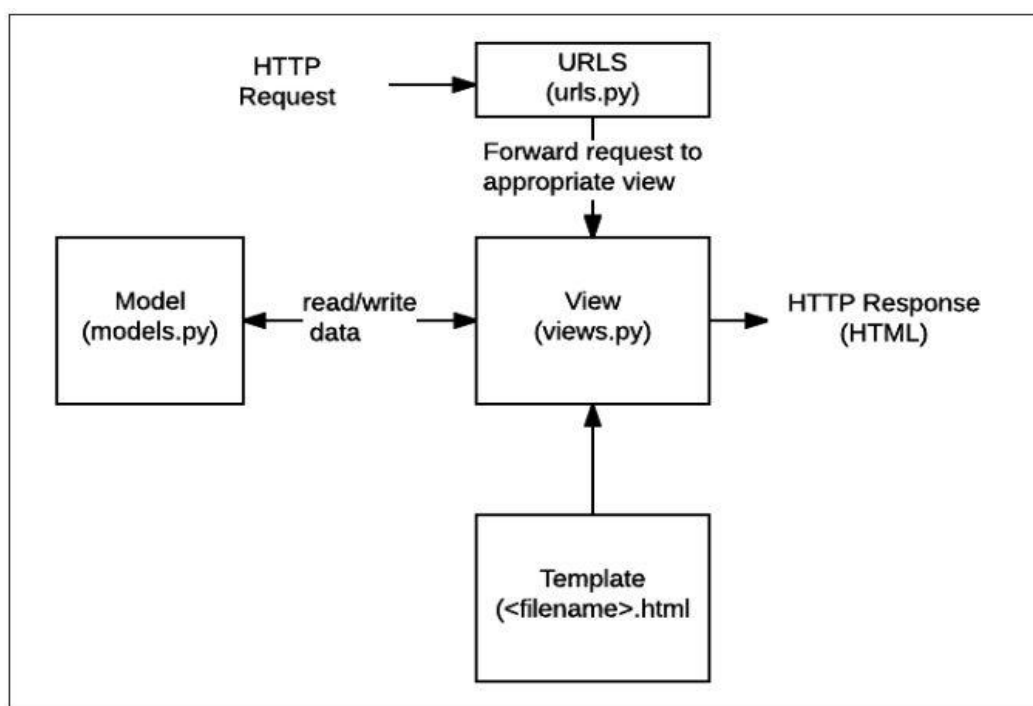 HTTP
Request
URLS
(urls.py)
Forward request to
appropriate view
Model
(models.py)
read/write
data
View
(views.py)
HTTP Response
(HTML)
Template
(<filename>.html